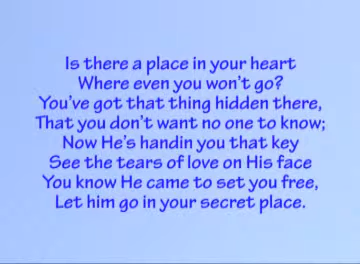 Is there a place in your heart
Where even you won't go?
You've got that thing hidden there,
That you don't want no one to know;
Now He's handin you that key
See the tears of love on His face
You know He came to set you free,
Let him go in your secret place.